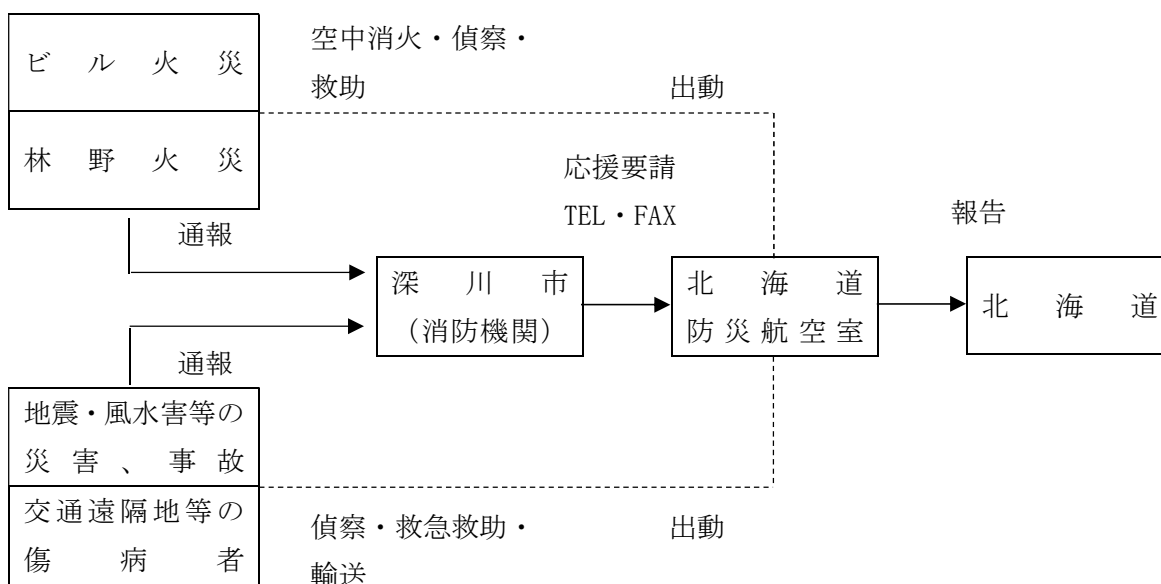 ビル火災
空中消火・偵察・
救助
出動
林野火災
応援要請
TEL・FAX
通報
報告
深川市
（消防機関）
北海道
防災航空室
北海道
通報
地震・風水害等の
災害、事故
交通遠隔地等の
傷病者
偵察・救急救助・
輸送
出動